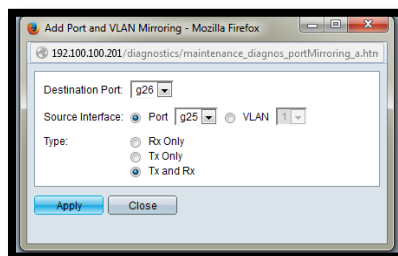 Add Port and VLAN Mirroring - Mozilla Firefox
192.100.100.201/diagnostics/maintenance_diagnos_portMirroring_a.htm
Destination Port: g26
Source Interface: Port g25 VLAN 1
Type: Rx Only
Tx Only
Tx and Rx
Apply Close